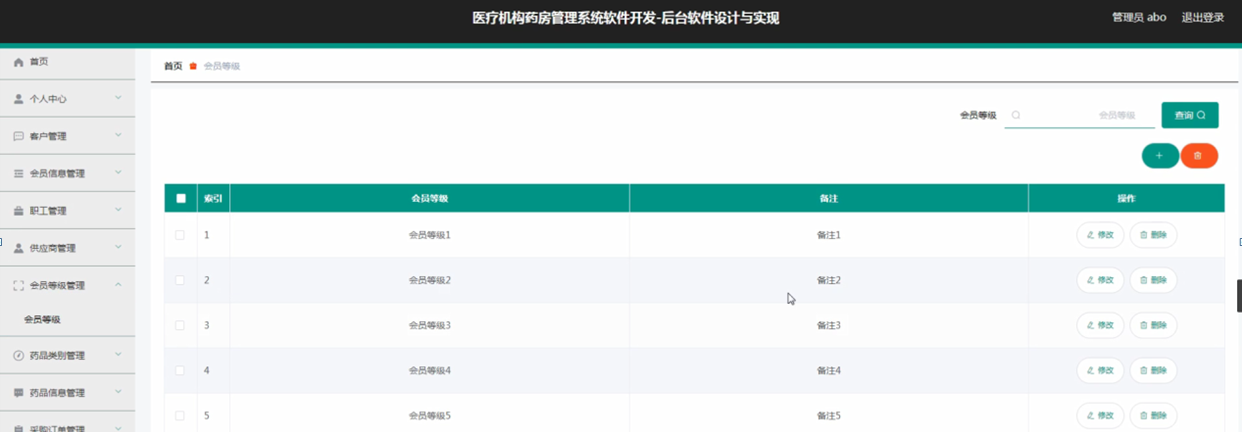 医疗机构药房管理系统软件开发-后台软件设计与实现
管理员 abo 退出登录
首页
个人中心
客户管理
会员信息管理
职工管理
供应商管理
会员等级管理
会员等级
药品类别管理
药品信息管理
采购订单管理
首页 会员等级
会员等级 会员等级 查询
索引 会员等级 备注 操作
1 会员等级1 备注1 修改 删除
2 会员等级2 备注2 修改 删除
3 会员等级3 备注3 修改 删除
4 会员等级4 备注4 修改 删除
5 会员等级5 备注5 修改 删除